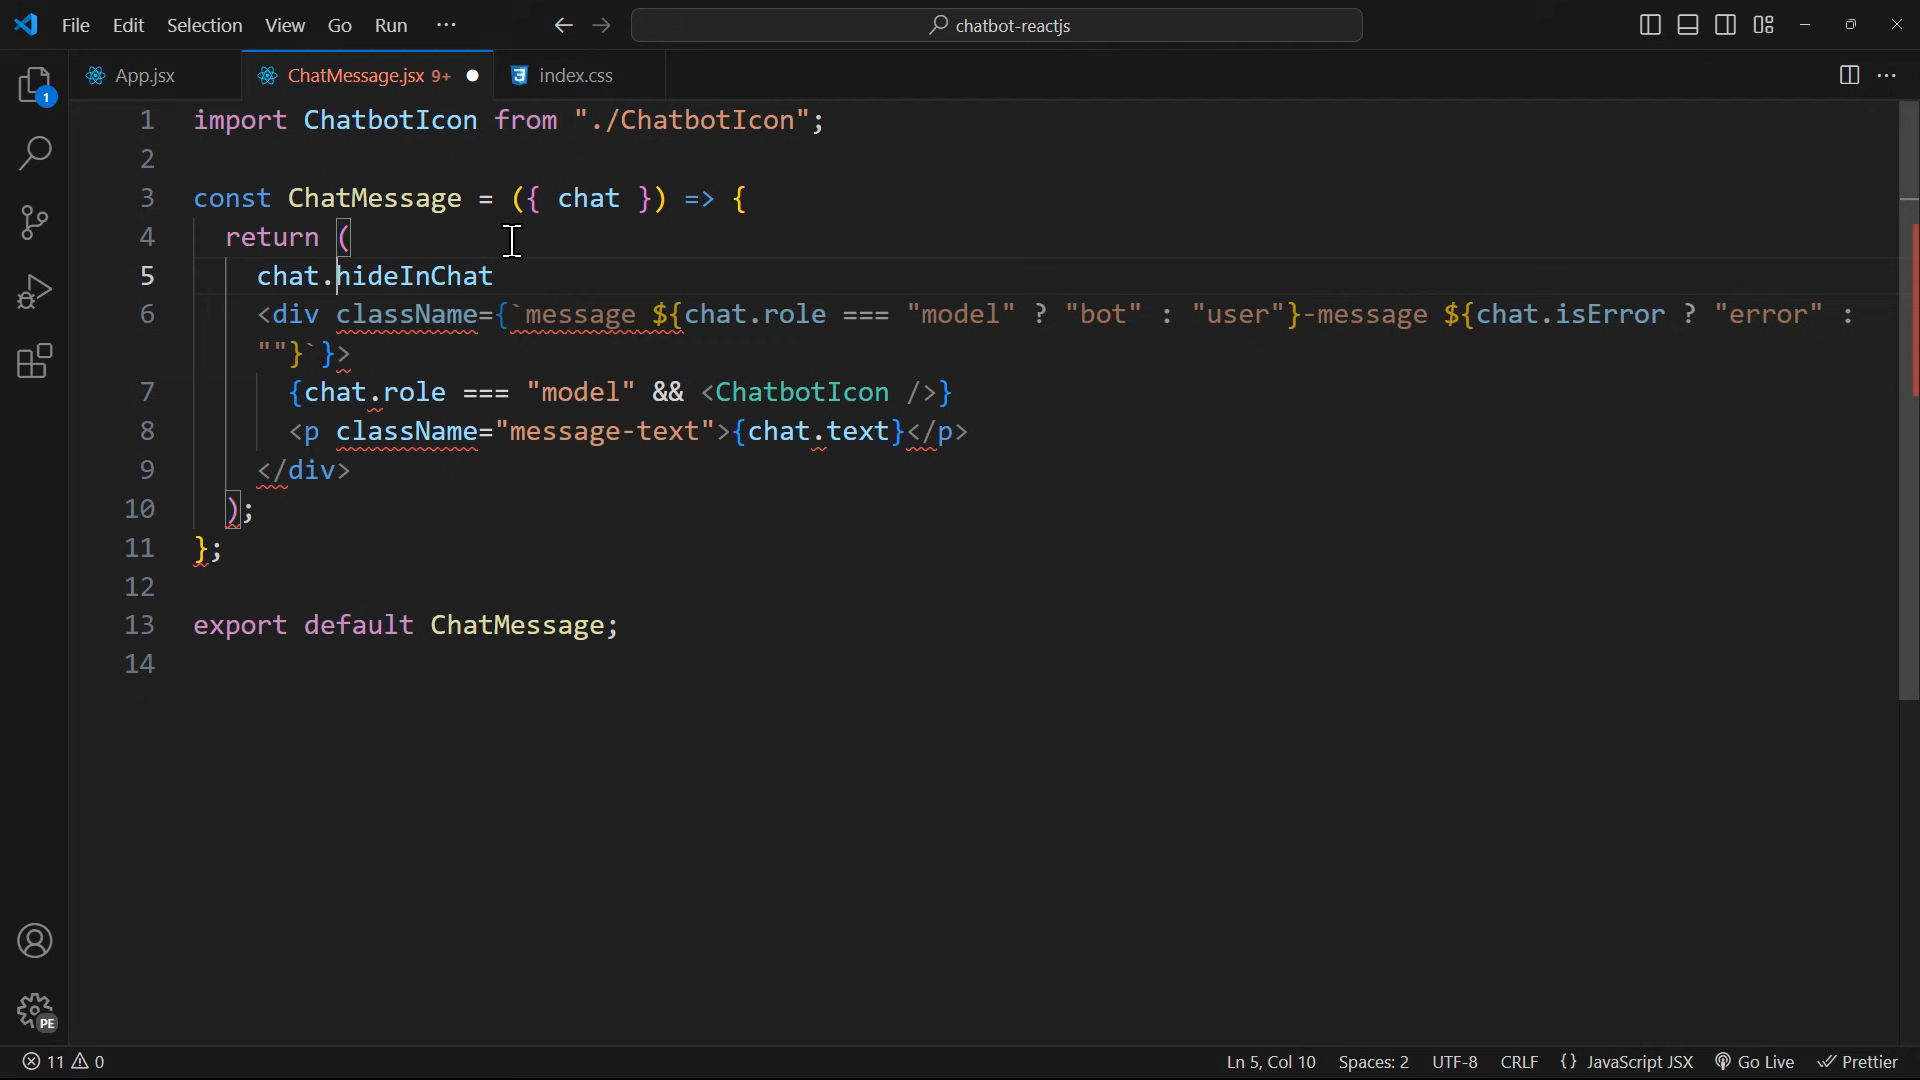 File Edit Selection View Go Run ···
chatbot-reactjs
App.jsx
ChatMessage.jsx 9+
index.css
1
1 import ChatbotIcon from "./ChatbotIcon";
2
3 const ChatMessage = ({ chat }) => {
4 return (
5 chat.hideInChat
6 <div className={`message ${chat.role === "model" ? "bot" : "user"}-message ${chat.isError ? "error" :
""}`}>
7 {chat.role === "model" && <ChatbotIcon />}
8 <p className="message-text">{chat.text}</p>
9 </div>
10 );
11 };
12
13 export default ChatMessage;
14
PE
11 0
Ln 5, Col 10 Spaces: 2 UTF-8 CRLF {} JavaScript JSX Go Live Prettier